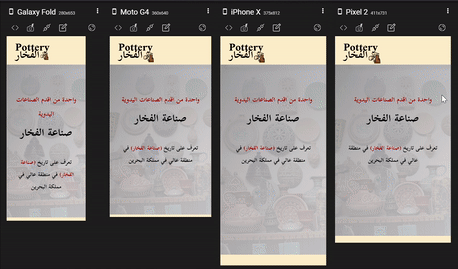 Galaxy Fold 280x653
Pottery
الفخار
واحدة من اقدم الصناعات
اليدوية
صناعة الفخار
تعرف على تاريخ (صناعة
الفخار) في منطقة عالي في
مملكة البحرين
Moto G4 360x640
Pottery
الفخار
واحدة من اقدم الصناعات اليدوية
صناعة الفخار
تعرف على تاريخ (صناعة الفخار) في
منطقة عالي في مملكة البحرين
iPhone X 375x812
Pottery
الفخار
واحدة من اقدم الصناعات اليدوية
صناعة الفخار
تعرف على تاريخ (صناعة الفخار) في
منطقة عالي في مملكة البحرين
Pixel 2 411x731
Pottery
الفخار
واحدة من اقدم الصناعات اليدوية
صناعة الفخار
تعرف على تاريخ (صناعة الفخار) في منطقة
عالي في مملكة البحرين